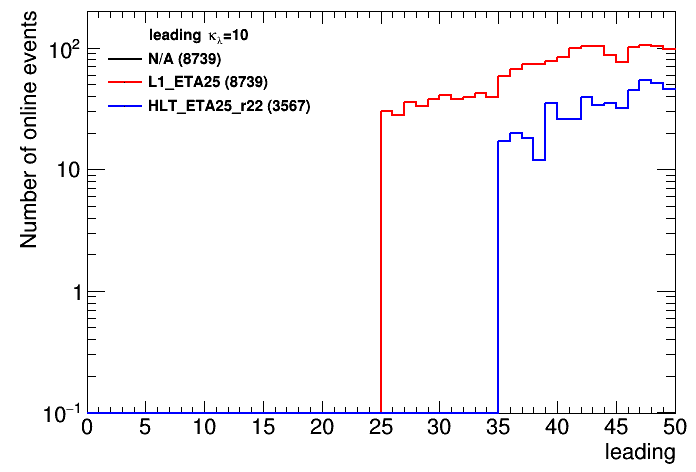 Number of online events
leading κλ=10
N/A (8739)
L1_ETA25 (8739)
HLT_ETA25_r22 (3567)
10²
10
1
10⁻¹
0 5 10 15 20 25 30 35 40 45 50
leading